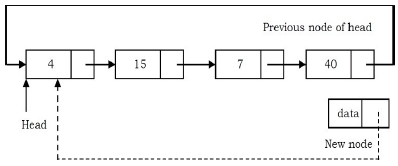 Previous node of head
4 15 7 40
data
Head
New node